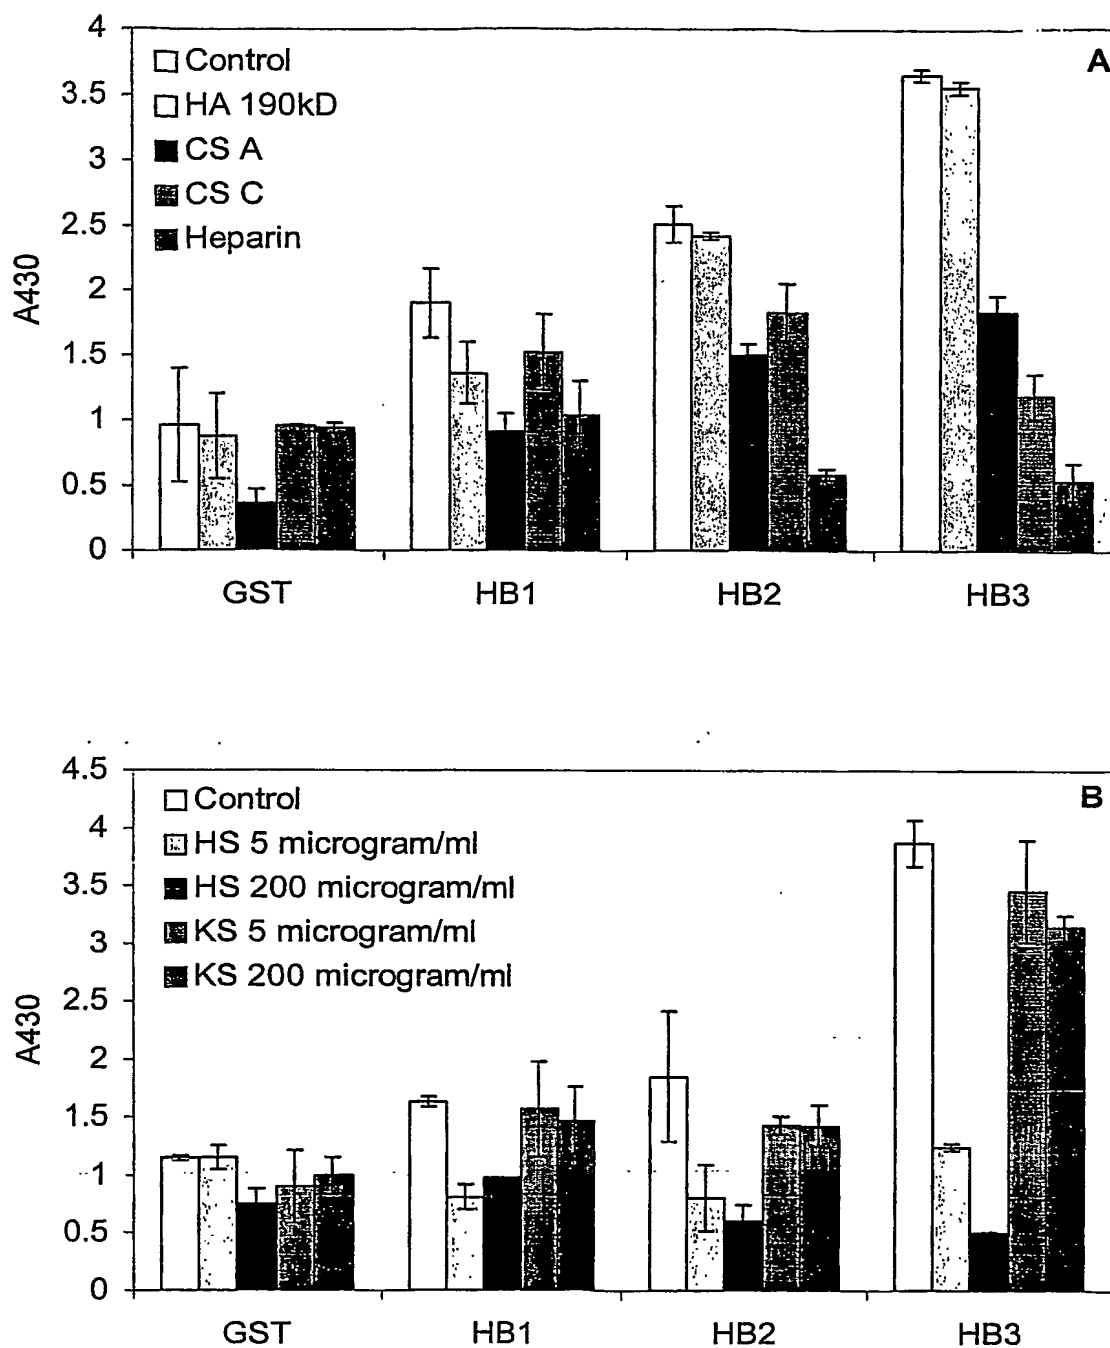 A
4
3.5
3
2.5
2
1.5
1
0.5
0
A430
Control
HA 190kD
CS A
CS C
Heparin
GST HB1 HB2 HB3
B
4.5
4
3.5
3
2.5
2
1.5
1
0.5
0
A430
Control
HS 5 microgram/ml
HS 200 microgram/ml
KS 5 microgram/ml
KS 200 microgram/ml
GST HB1 HB2 HB3